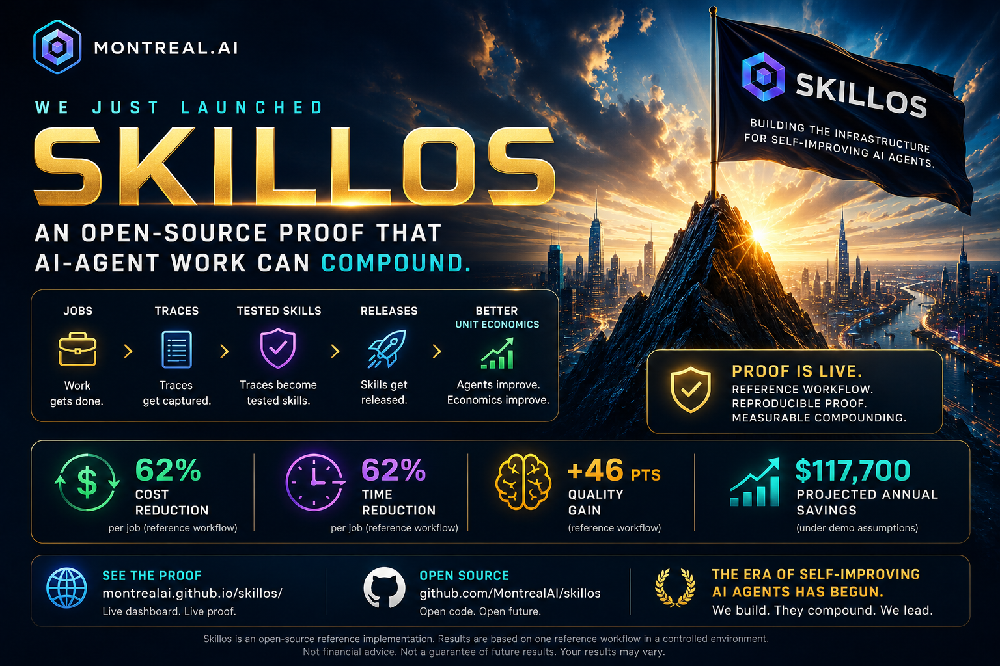 MONTREAL.AI
WE JUST LAUNCHED
SKILLOS
AN OPEN-SOURCE PROOF THAT
AI-AGENT WORK CAN COMPOUND.
SKILLOS
BUILDING THE INFRASTRUCTURE
FOR SELF-IMPROVING AI AGENTS.
JOBS
Work
gets done.
TRACES
Traces
get captured.
TESTED SKILLS
Traces become
tested skills.
RELEASES
Skills get
released.
BETTER
UNIT ECONOMICS
Agents improve.
Economics improve.
PROOF IS LIVE.
REFERENCE WORKFLOW.
REPRODUCIBLE PROOF.
MEASURABLE COMPOUNDING.
$
62%
COST
REDUCTION
per job (reference workflow)
62%
TIME
REDUCTION
per job (reference workflow)
+46 PTS
QUALITY
GAIN
(reference workflow)
$117,700
PROJECTED ANNUAL
SAVINGS
(under demo assumptions)
SEE THE PROOF
montrealai.github.io/skillos/
Live dashboard. Live proof.
OPEN SOURCE
github.com/MontrealAI/skillos
Open code. Open future.
THE ERA OF SELF-IMPROVING
AI AGENTS HAS BEGUN.
We build. They compound. We lead.
Skillos is an open-source reference implementation. Results are based on one reference workflow in a controlled environment.
Not financial advice. Not a guarantee of future results. Your results may vary.